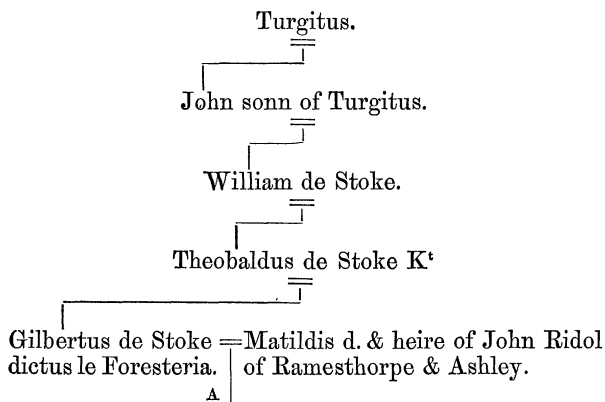 Turgitus.
John sonn of Turgitus.
William de Stoke.
Theobaldus de Stoke Kᵗ
Gilbertus de Stoke = Matildis d. & heire of John Ridol
dictus le Foresteria. of Ramesthorpe & Ashley.
A